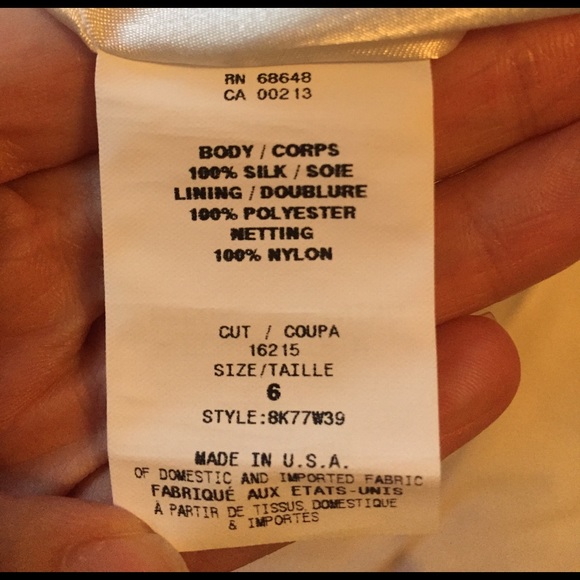 RN 68648
CA 00213
BODY / CORPS
100% SILK / SOIE
LINING / DOUBLURE
100% POLYESTER
NETTING
100% NYLON
CUT / COUPA
16215
SIZE/TAILLE
6
STYLE:8K77W39
MADE IN U.S.A.
OF DOMESTIC AND IMPORTED FABRIC
FABRIQUÉ AUX ETATS-UNIS
À PARTIR DE TISSUS DOMESTIQUE
& IMPORTES